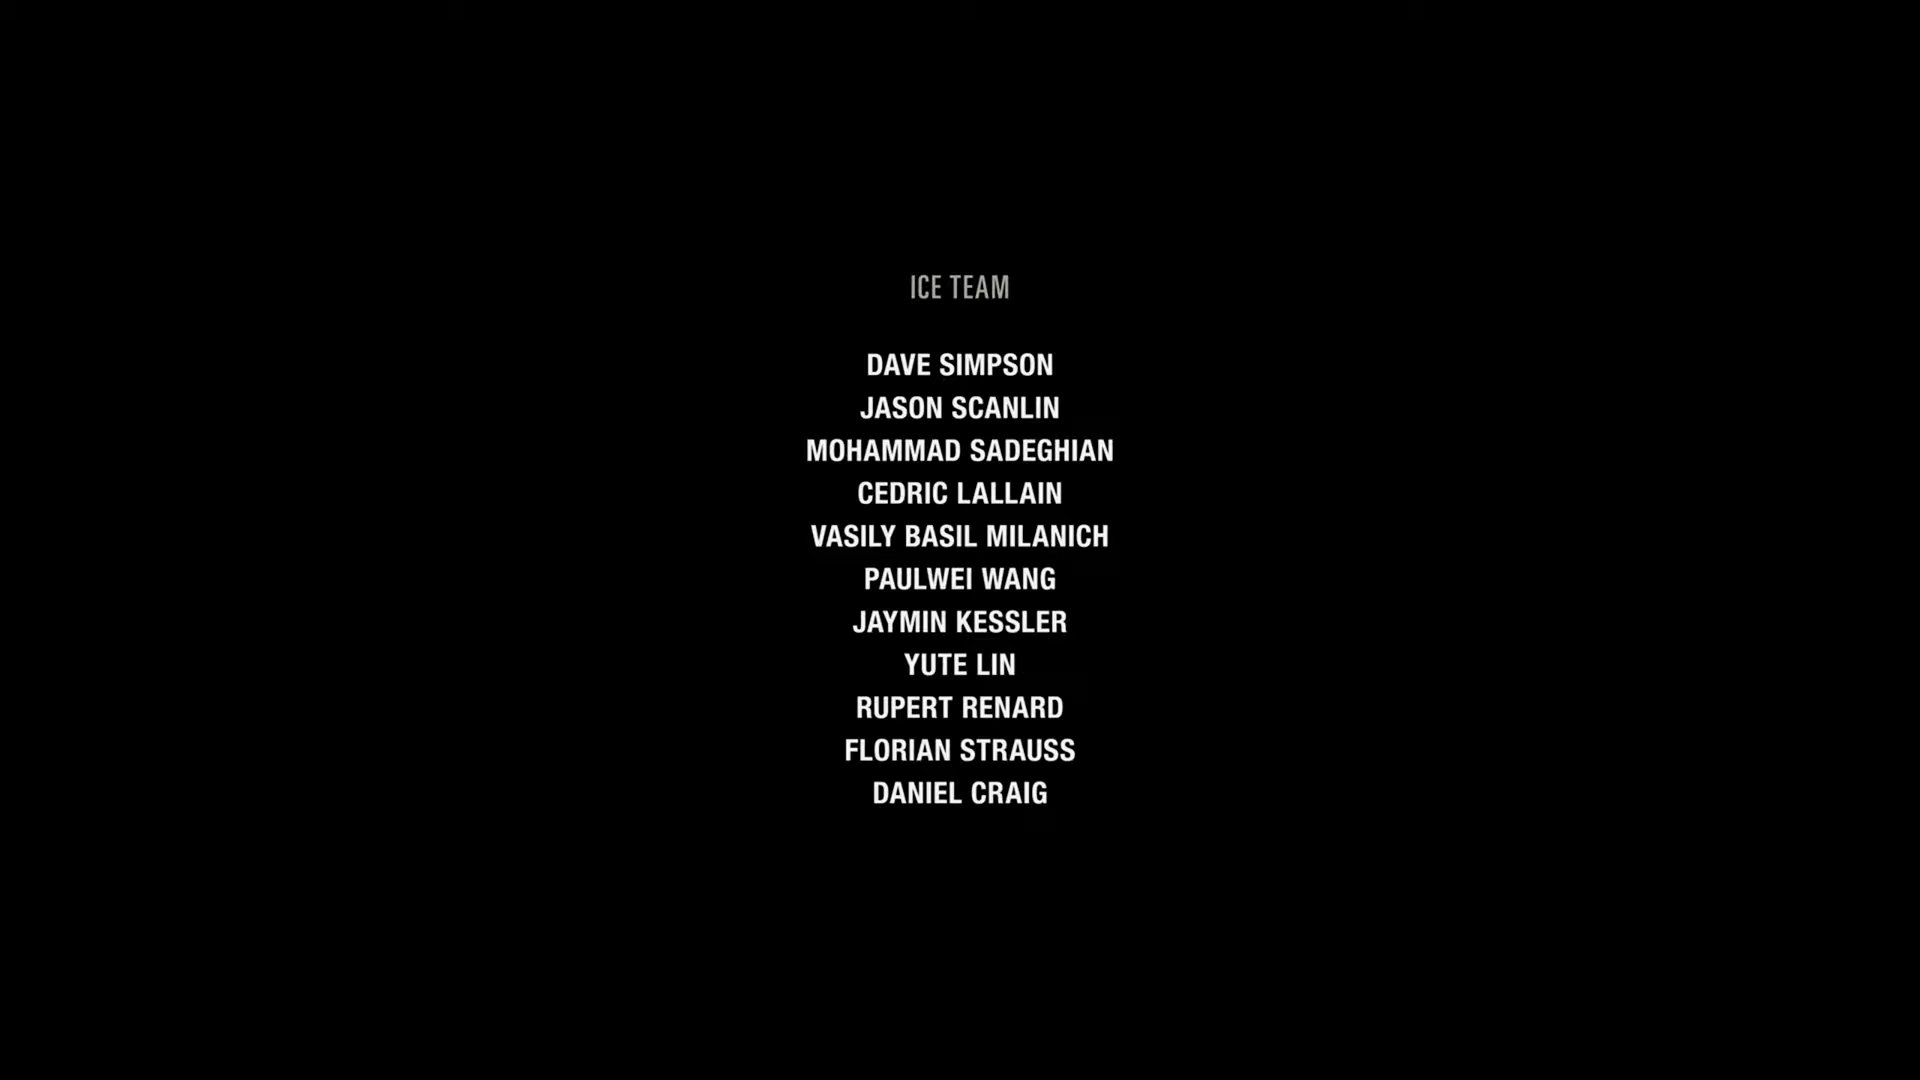 ICE TEAM
DAVE SIMPSON
JASON SCANLIN
MOHAMMAD SADEGHIAN
CEDRIC LALLAIN
VASILY BASIL MILANICH
PAULWEI WANG
JAYMIN KESSLER
YUTE LIN
RUPERT RENARD
FLORIAN STRAUSS
DANIEL CRAIG